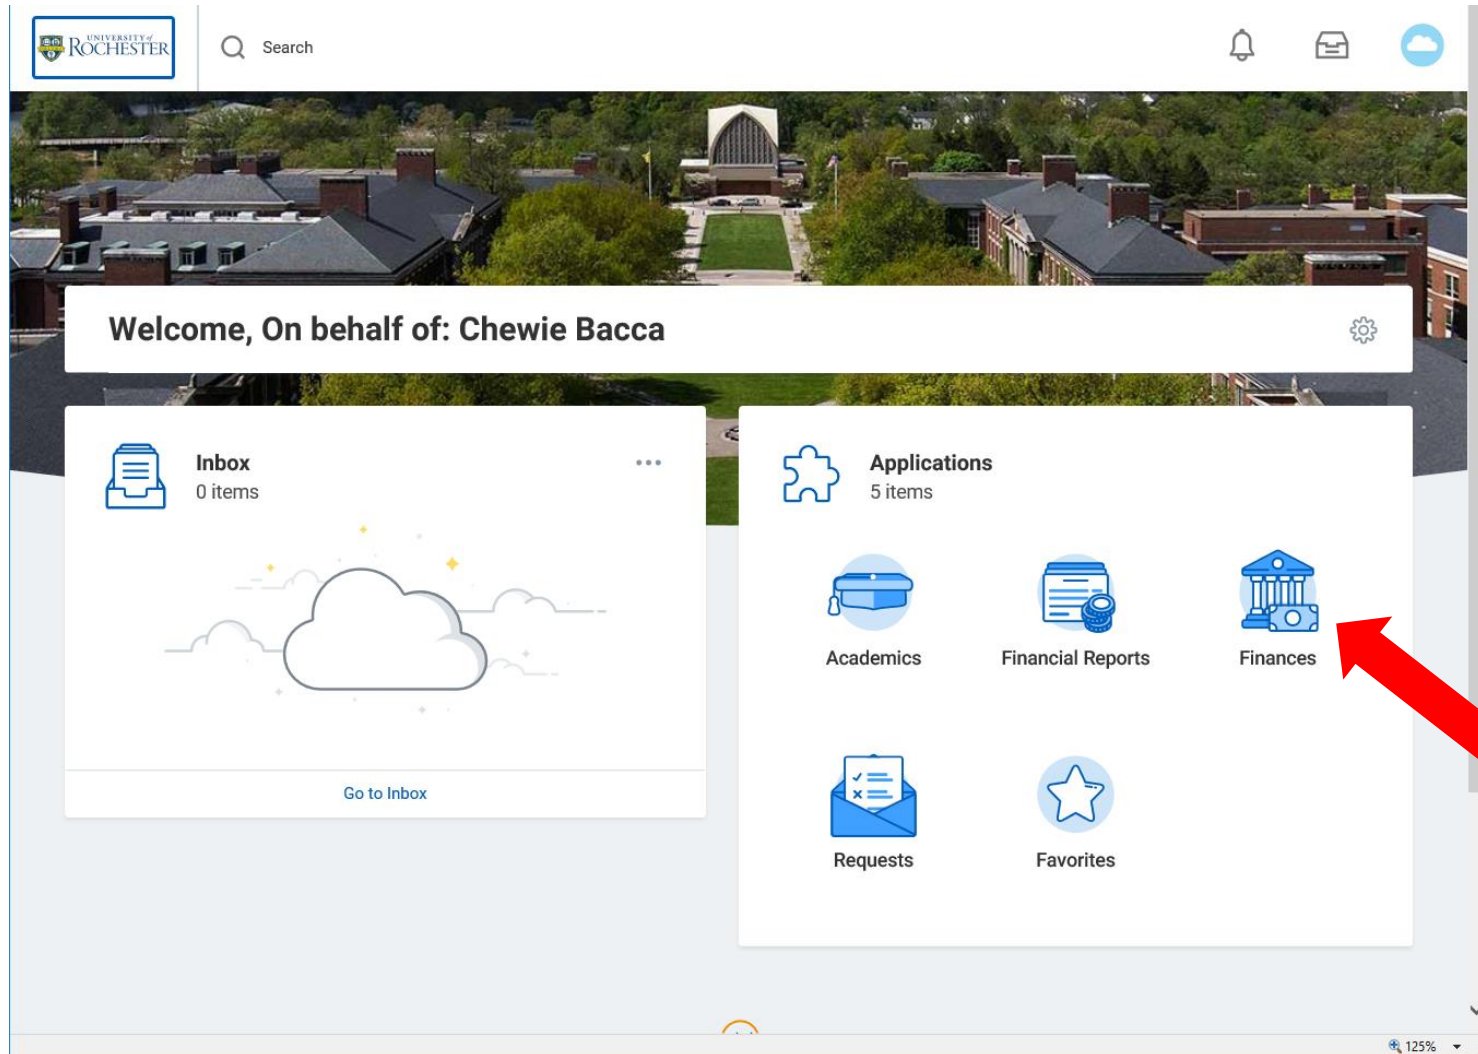 UNIVERSITY of
ROCHESTER
Search
Welcome, On behalf of: Chewie Bacca
Inbox
0 items
Go to Inbox
Applications
5 items
Academics
Financial Reports
Finances
Requests
Favorites
125%